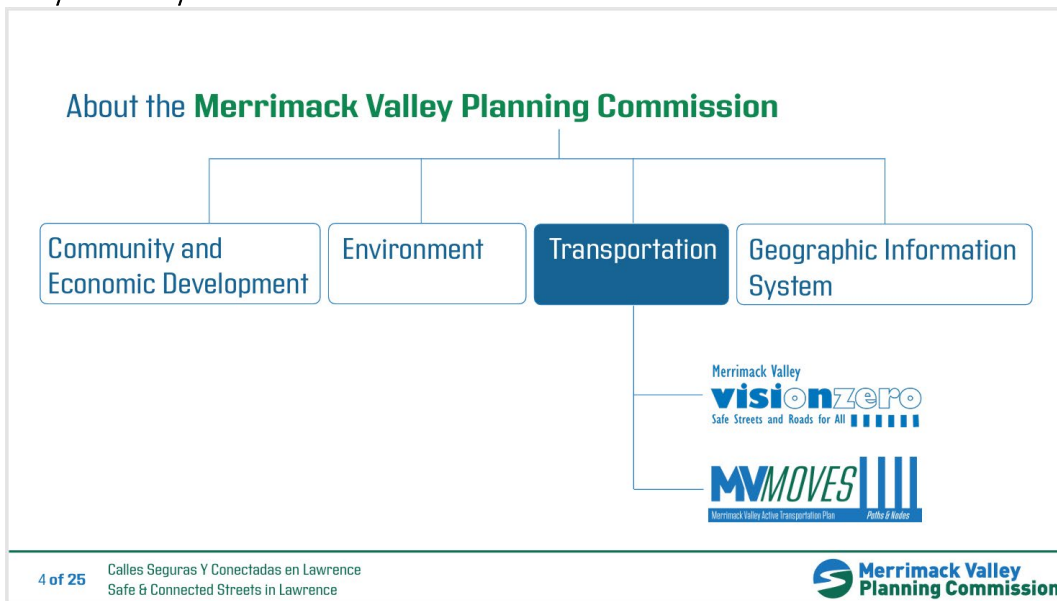 About the Merrimack Valley Planning Commission
Community and
Economic Development
Environment
Transportation
Geographic Information
System
Merrimack Valley
visionzero
Safe Streets and Roads for All
MVMOVES
Merrimack Valley Active Transportation Plan
Paths & Nodes
4 of 25
Calles Seguras Y Conectadas en Lawrence
Safe & Connected Streets in Lawrence
Merrimack Valley
Planning Commission